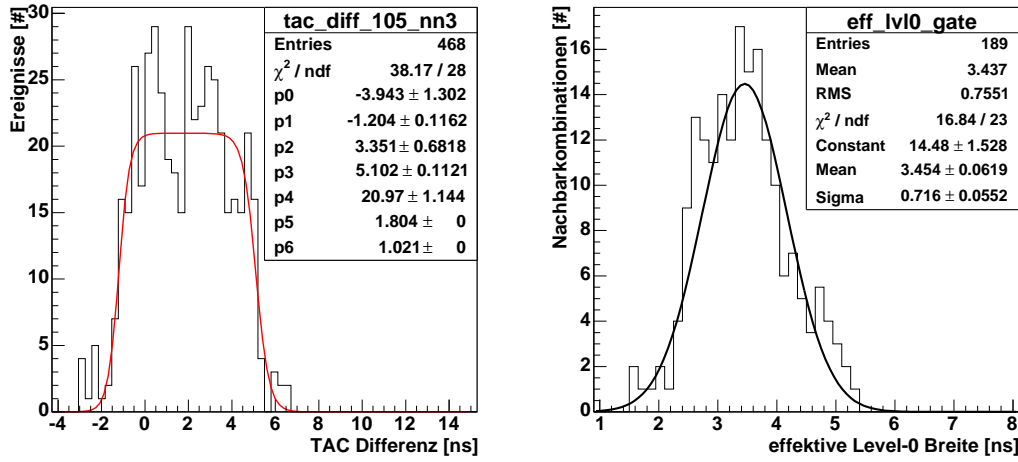 tac_diff_105_nn3
Entries 468
χ² / ndf 38.17 / 28
p0 -3.943 ± 1.302
p1 -1.204 ± 0.1162
p2 3.351 ± 0.6818
p3 5.102 ± 0.1121
p4 20.97 ± 1.144
p5 1.804 ± 0
p6 1.021 ± 0
Ereignisse [#]
30
25
20
15
10
5
0
-4 -2 0 2 4 6 8 10 12 14
TAC Differenz [ns]
eff_lvl0_gate
Entries 189
Mean 3.437
RMS 0.7551
χ² / ndf 16.84 / 23
Constant 14.48 ± 1.528
Mean 3.454 ± 0.0619
Sigma 0.716 ± 0.0552
Nachbarkombinationen [#]
16
14
12
10
8
6
4
2
0
1 2 3 4 5 6 7 8
effektive Level-0 Breite [ns]